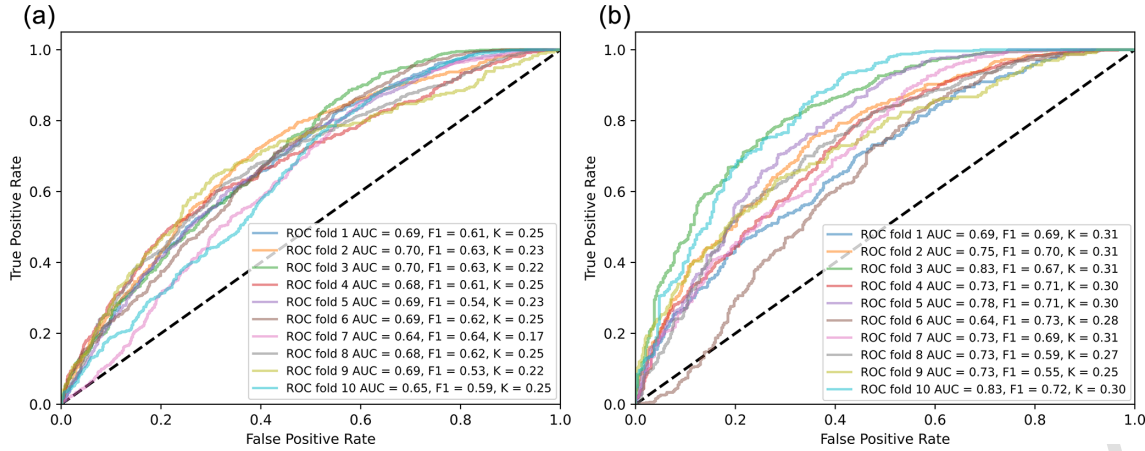 (a)
1.0
0.8
0.6
0.4
0.2
0.0
True Positive Rate
0.0 0.2 0.4 0.6 0.8 1.0
False Positive Rate
ROC fold 1 AUC = 0.69, F1 = 0.61, K = 0.25
ROC fold 2 AUC = 0.70, F1 = 0.63, K = 0.23
ROC fold 3 AUC = 0.70, F1 = 0.63, K = 0.22
ROC fold 4 AUC = 0.68, F1 = 0.61, K = 0.25
ROC fold 5 AUC = 0.69, F1 = 0.54, K = 0.23
ROC fold 6 AUC = 0.69, F1 = 0.62, K = 0.25
ROC fold 7 AUC = 0.64, F1 = 0.64, K = 0.17
ROC fold 8 AUC = 0.68, F1 = 0.62, K = 0.25
ROC fold 9 AUC = 0.69, F1 = 0.53, K = 0.22
ROC fold 10 AUC = 0.65, F1 = 0.59, K = 0.25
(b)
1.0
0.8
0.6
0.4
0.2
0.0
True Positive Rate
0.0 0.2 0.4 0.6 0.8 1.0
False Positive Rate
ROC fold 1 AUC = 0.69, F1 = 0.69, K = 0.31
ROC fold 2 AUC = 0.75, F1 = 0.70, K = 0.31
ROC fold 3 AUC = 0.83, F1 = 0.67, K = 0.31
ROC fold 4 AUC = 0.73, F1 = 0.71, K = 0.30
ROC fold 5 AUC = 0.78, F1 = 0.71, K = 0.30
ROC fold 6 AUC = 0.64, F1 = 0.73, K = 0.28
ROC fold 7 AUC = 0.73, F1 = 0.69, K = 0.31
ROC fold 8 AUC = 0.73, F1 = 0.59, K = 0.27
ROC fold 9 AUC = 0.73, F1 = 0.55, K = 0.25
ROC fold 10 AUC = 0.83, F1 = 0.72, K = 0.30